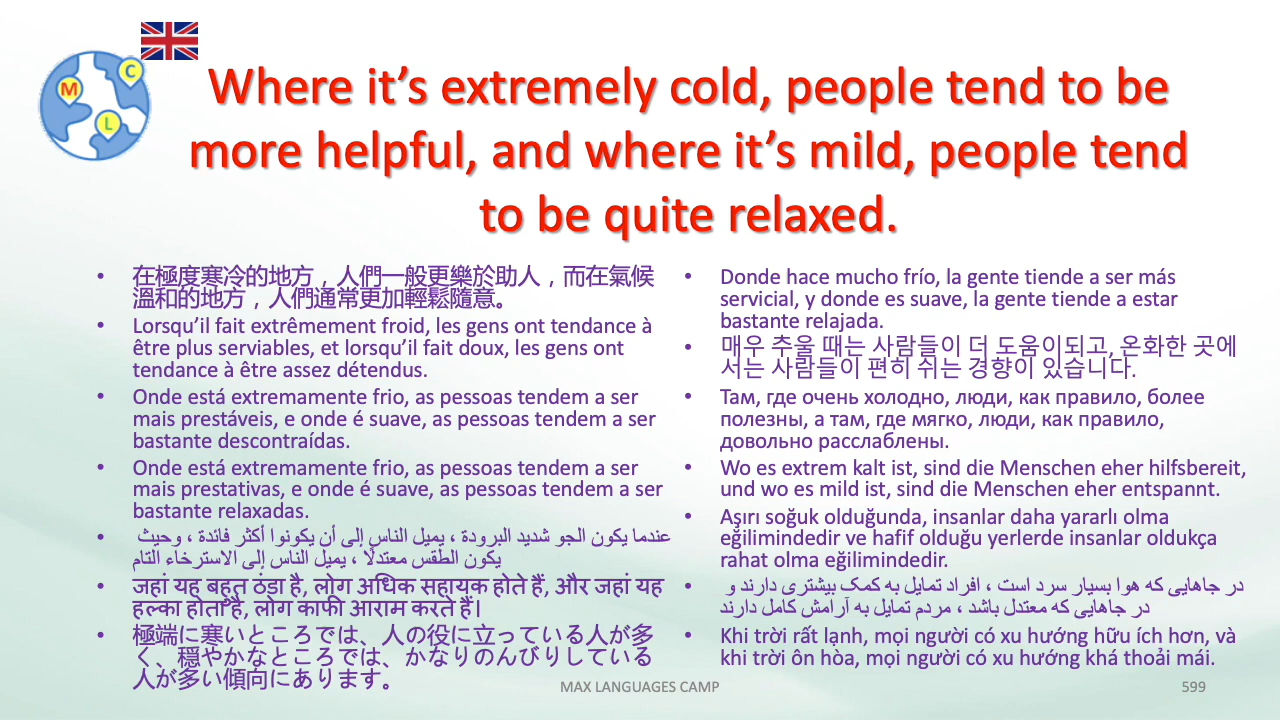 M
C
L
Where it’s extremely cold, people tend to be
more helpful, and where it’s mild, people tend
to be quite relaxed.
• 在極度寒冷的地方，人們一般更樂於助人，而在氣候
溫和的地方，人們通常更加輕鬆隨意。
• Lorsqu’il fait extrêmement froid, les gens ont tendance à
être plus serviables, et lorsqu’il fait doux, les gens ont
tendance à être assez détendus.
• Onde está extremamente frio, as pessoas tendem a ser
mais prestáveis, e onde é suave, as pessoas tendem a ser
bastante descontraídas.
• Onde está extremamente frio, as pessoas tendem a ser
mais prestativas, e onde é suave, as pessoas tendem a ser
bastante relaxadas.
• عندما يكون الجو شديد البرودة ، يميل الناس إلى أن يكونوا أكثر فائدة ، وحيث
يكون الطقس معتدلًا ، يميل الناس إلى الاسترخاء التام
• जहां यह बहुत ठंडा है, लोग अधिक सहायक होते हैं, और जहां यह
हल्का होता है, लोग काफी आराम करते हैं।
• 極端に寒いところでは、人の役に立っている人が多
く、穏やかなところでは、かなりのんびりしている
人が多い傾向にあります。
• Donde hace mucho frío, la gente tiende a ser más
servicial, y donde es suave, la gente tiende a estar
bastante relajada.
• 매우 추울 때는 사람들이 더 도움이되고, 온화한 곳에
서는 사람들이 편히 쉬는 경향이 있습니다.
• Там, где очень холодно, люди, как правило, более
полезны, а там, где мягко, люди, как правило,
довольно расслаблены.
• Wo es extrem kalt ist, sind die Menschen eher hilfsbereit,
und wo es mild ist, sind die Menschen eher entspannt.
• Aşırı soğuk olduğunda, insanlar daha yararlı olma
eğilimindedir ve hafif olduğu yerlerde insanlar oldukça
rahat olma eğilimindedir.
• در جاهایی که هوا بسیار سرد است ، افراد تمایل به کمک بیشتری دارند و
در جاهایی که معتدل باشد ، مردم تمایل به آرامش کامل دارند
• Khi trời rất lạnh, mọi người có xu hướng hữu ích hơn, và
khi trời ôn hòa, mọi người có xu hướng khá thoải mái.
MAX LANGUAGES CAMP
599